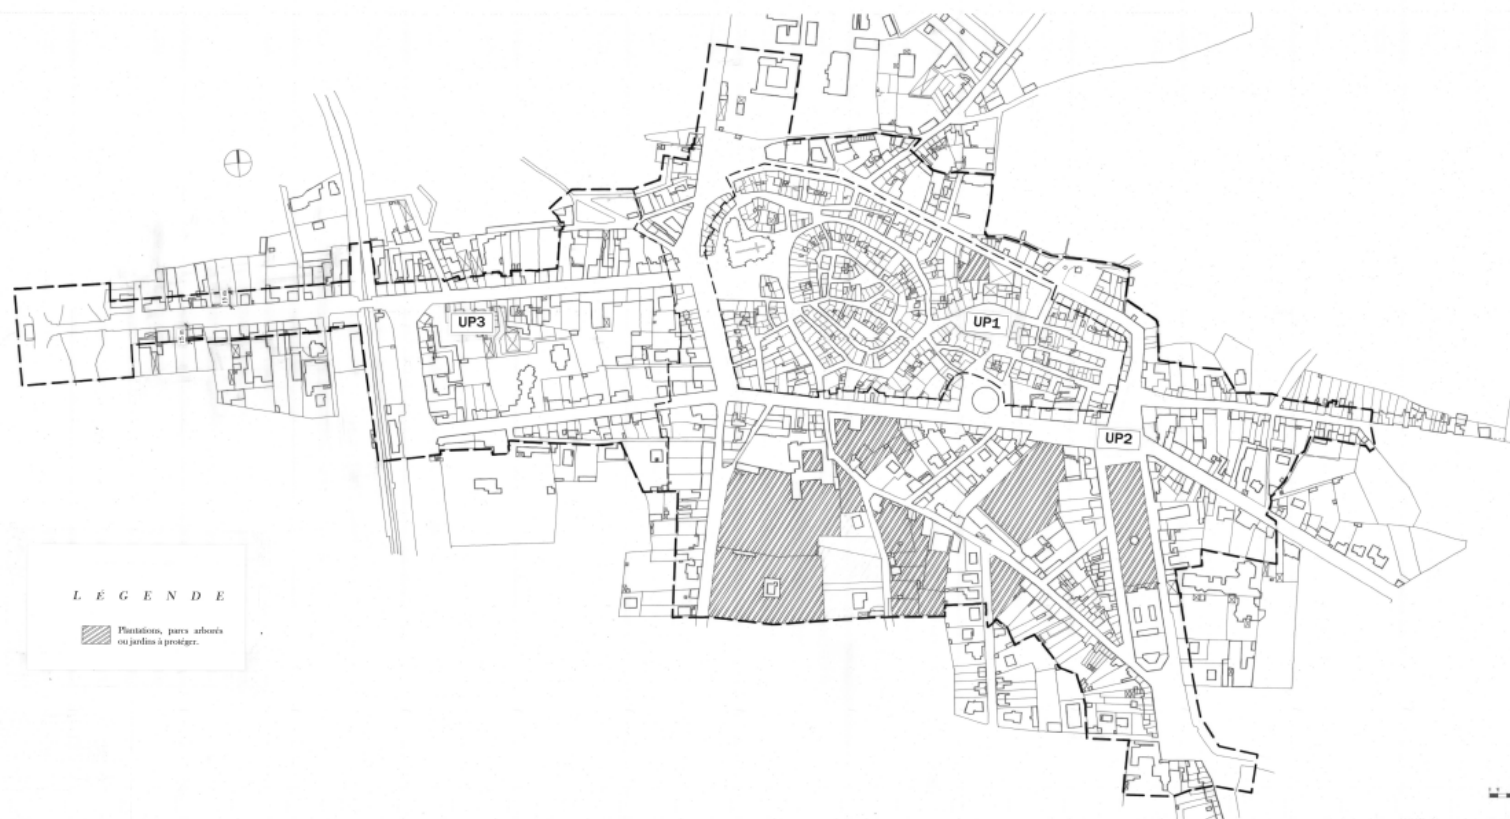 UP3
UP1
UP2
L É G E N D E
Plantations, parcs arborés
ou jardins à protéger.